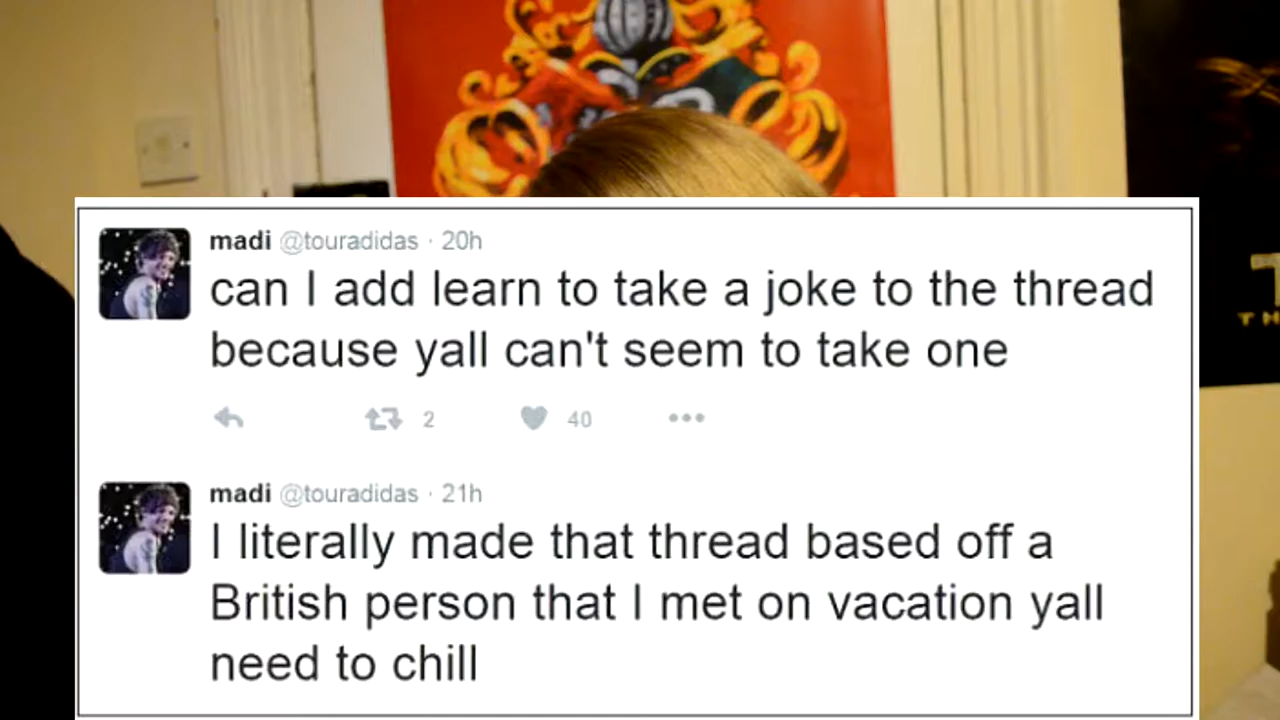 madi @touradidas · 20h
can I add learn to take a joke to the thread
because yall can't seem to take one
2 40
madi @touradidas · 21h
I literally made that thread based off a
British person that I met on vacation yall
need to chill
TH